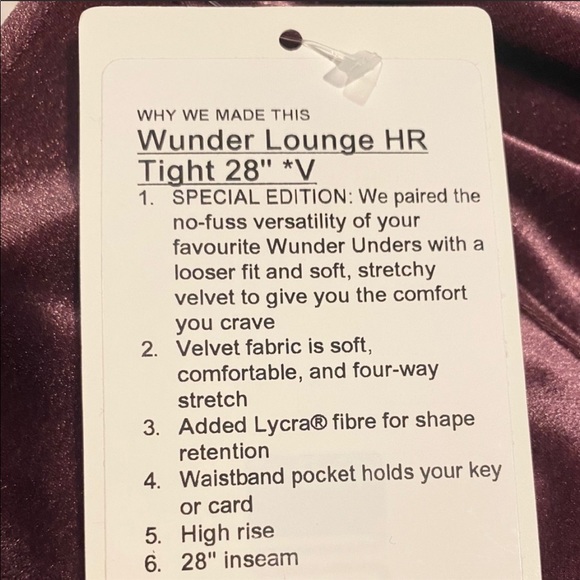 WHY WE MADE THIS
Wunder Lounge HR
Tight 28" *V
1. SPECIAL EDITION: We paired the
no-fuss versatility of your
favourite Wunder Unders with a
looser fit and soft, stretchy
velvet to give you the comfort
you crave
2. Velvet fabric is soft,
comfortable, and four-way
stretch
3. Added Lycra® fibre for shape
retention
4. Waistband pocket holds your key
or card
5. High rise
6. 28" inseam